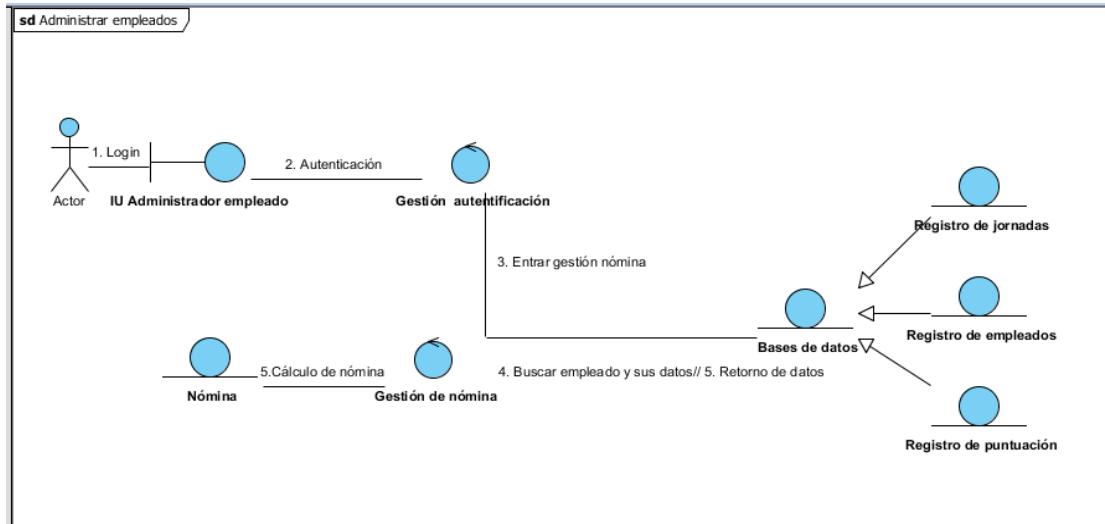 sd Administrar empleados
1. Login
2. Autenticación
Actor
IU Administrador empleado
Gestión autentificación
Registro de jornadas
3. Entrar gestión nómina
Registro de empleados
Bases de datos
5.Cálculo de nómina
4. Buscar empleado y sus datos// 5. Retorno de datos
Nómina
Gestión de nómina
Registro de puntuación